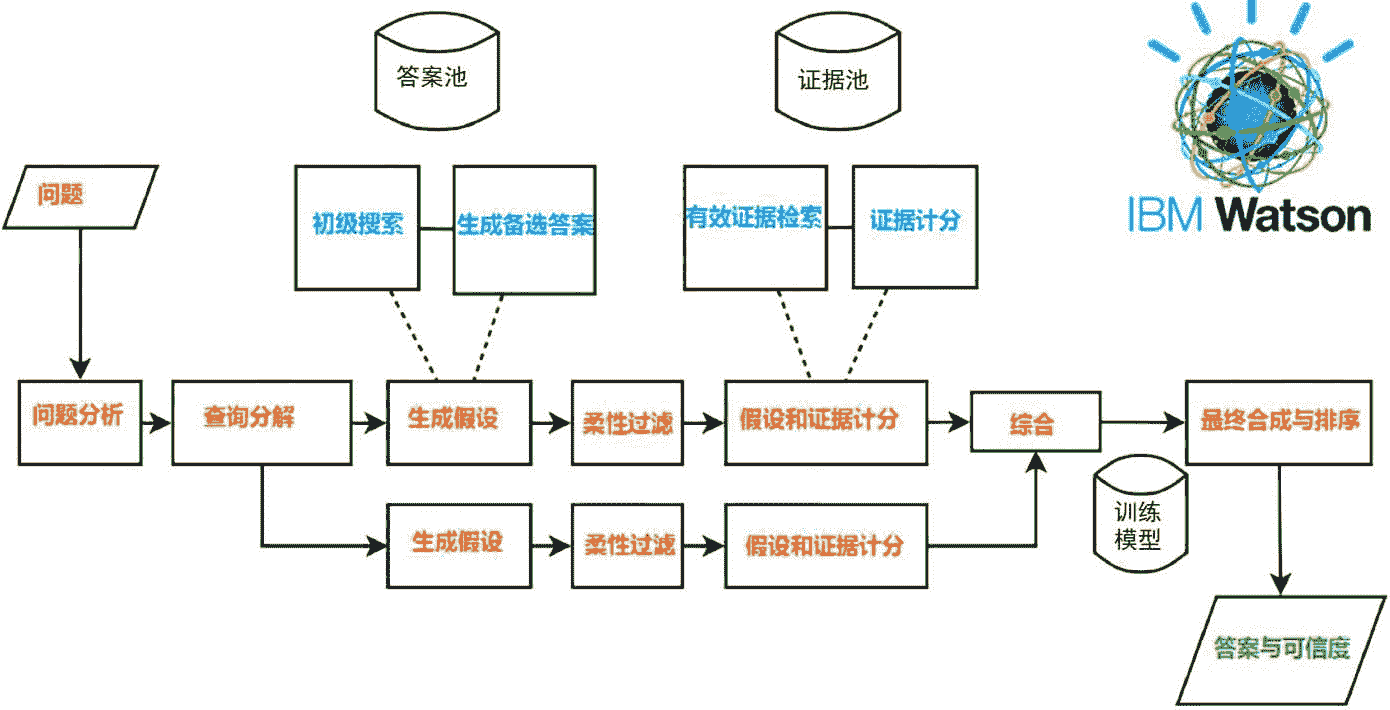 答案池
证据池
IBM Watson
问题
初级搜索
生成备选答案
有效证据检索
证据计分
问题分析
查询分解
生成假设
柔性过滤
假设和证据计分
综合
最终合成与排序
生成假设
柔性过滤
假设和证据计分
训练
模型
答案与可信度